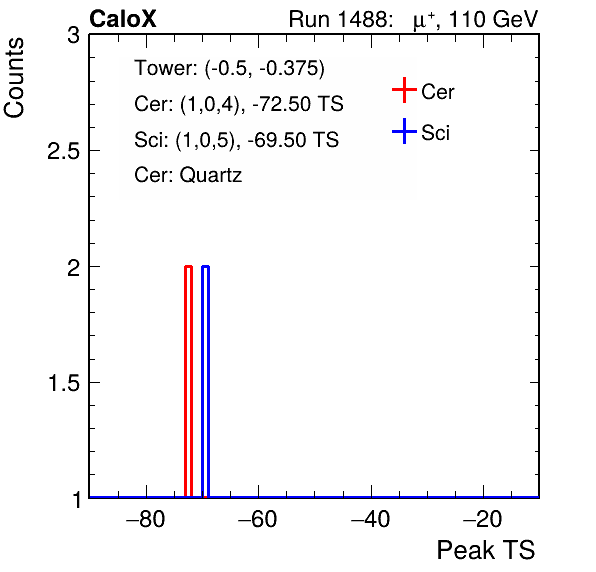 CaloX Run 1488: μ⁺, 110 GeV
Counts
3
2.5
2
1.5
1
Tower: (-0.5, -0.375)
Cer: (1,0,4), -72.50 TS
Sci: (1,0,5), -69.50 TS
Cer: Quartz
Cer
Sci
−80 −60 −40 −20
Peak TS